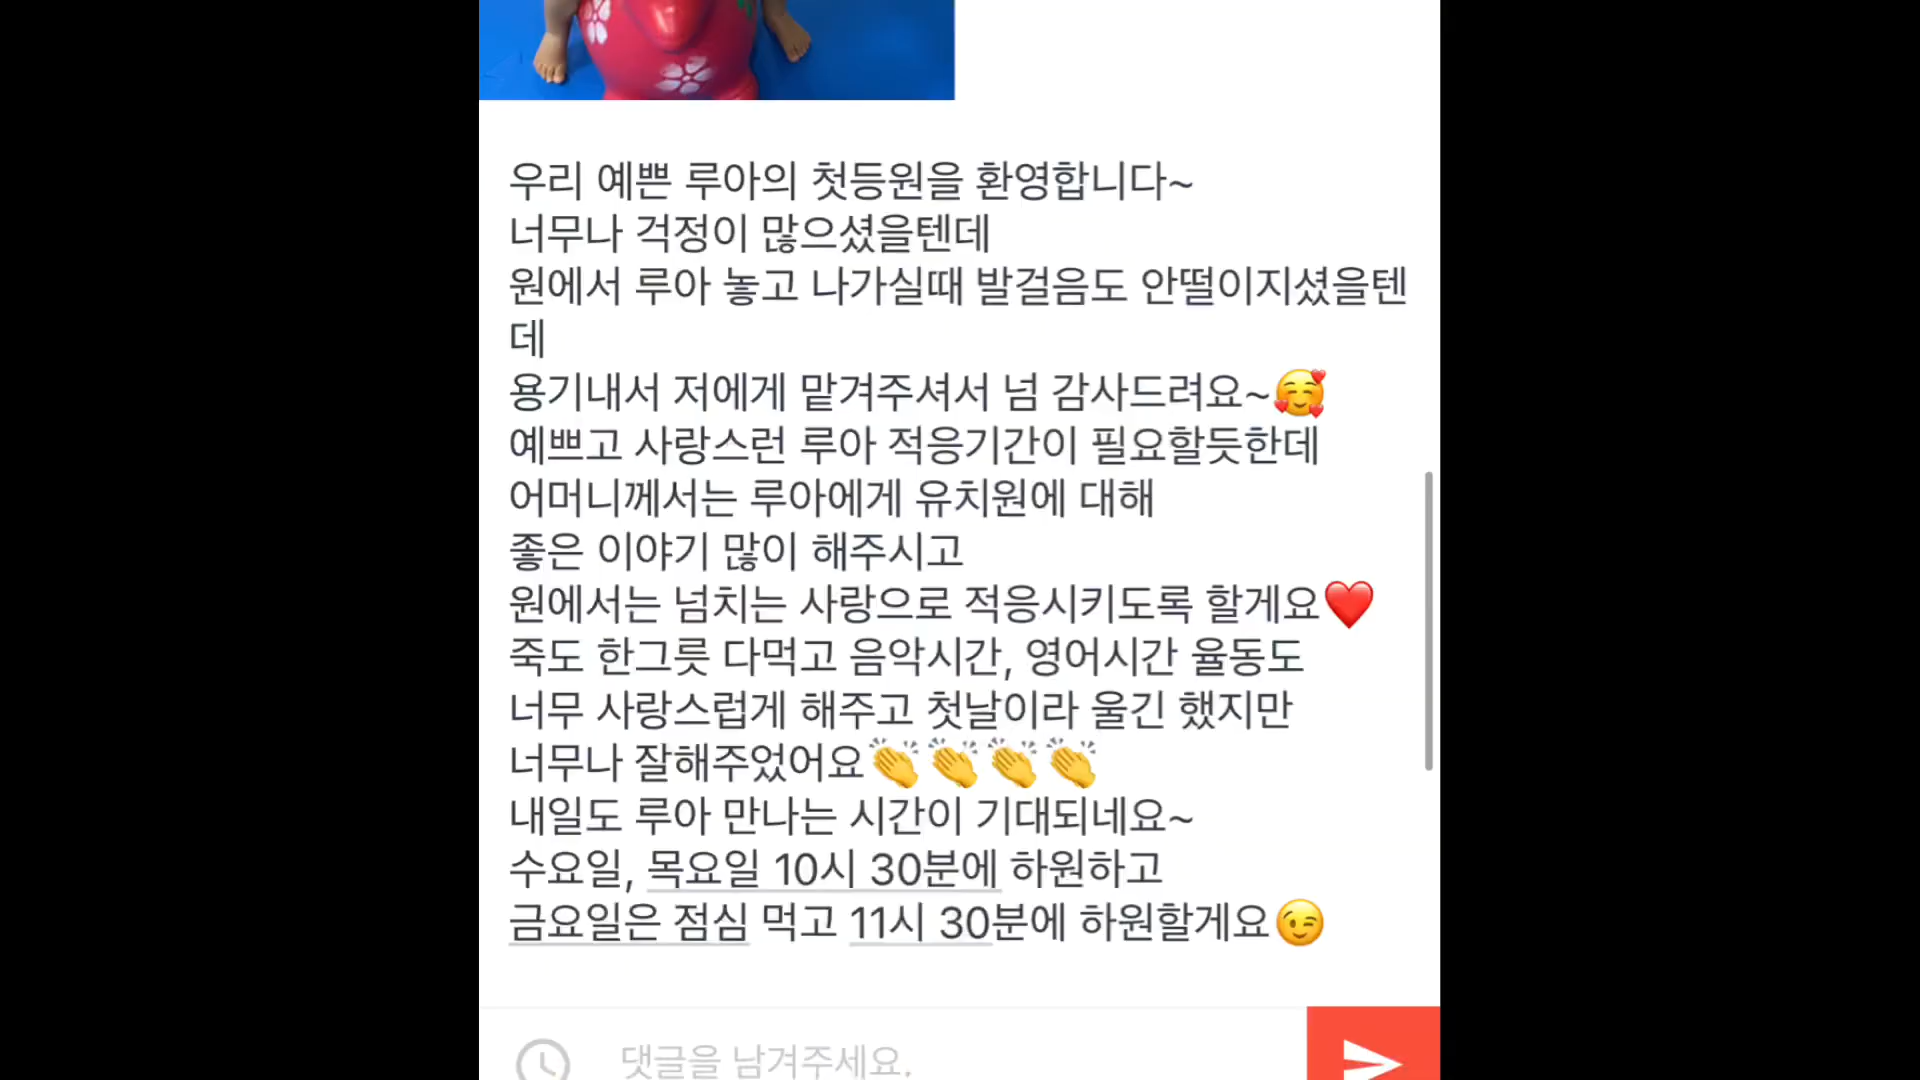 우리 예쁜 루아의 첫등원을 환영합니다~
너무나 걱정이 많으셨을텐데
원에서 루아 놓고 나가실때 발걸음도 안떨이지셨을텐
데
용기내서 저에게 맡겨주셔서 넘 감사드려요~🥰
예쁘고 사랑스런 루아 적응기간이 필요할듯한데
어머니께서는 루아에게 유치원에 대해
좋은 이야기 많이 해주시고
원에서는 넘치는 사랑으로 적응시키도록 할게요❤️
죽도 한그릇 다먹고 음악시간, 영어시간 율동도
너무 사랑스럽게 해주고 첫날이라 울긴 했지만
너무나 잘해주었어요👏👏👏👏
내일도 루아 만나는 시간이 기대되네요~
수요일, 목요일 10시 30분에 하원하고
금요일은 점심 먹고 11시 30분에 하원할게요😉
댓글을 남겨주세요.